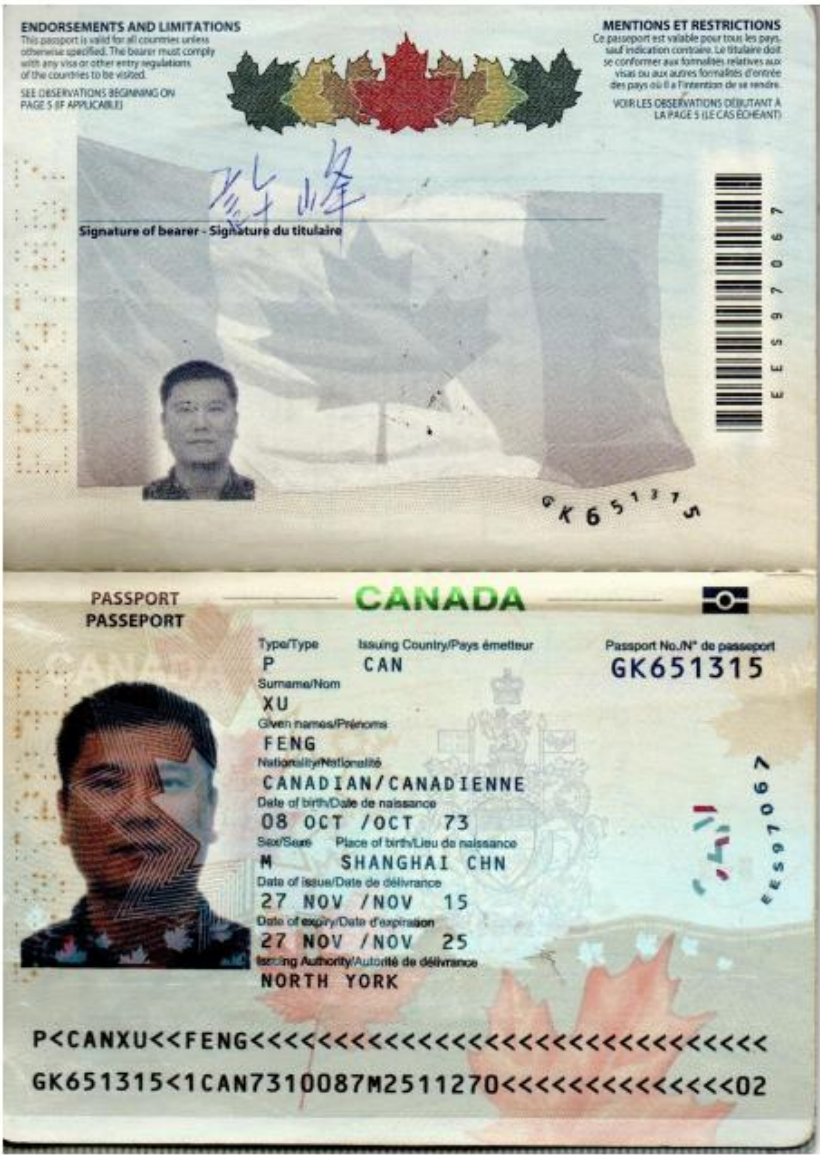 ENDORSEMENTS AND LIMITATIONS
This passport is valid for all countries unless
otherwise specified. The bearer must comply
with any visa or other entry regulations
of the countries to be visited.
SEE OBSERVATIONS BEGINNING ON
PAGE 5 (IF APPLICABLE)
MENTIONS ET RESTRICTIONS
Ce passeport est valable pour tous les pays,
sauf indication contraire. Le titulaire doit
se conformer aux formalités relatives aux
visas ou aux autres formalités d'entrée
des pays où il a l'intention de se rendre.
VOIR LES OBSERVATIONS DÉBUTANT À
LA PAGE 5 (LE CAS ÉCHÉANT)
許峰
Signature of bearer - Signature du titulaire
EES97067
GK651315
PASSPORT
PASSEPORT
CANADA
CANADA
Type/Type
Issuing Country/Pays émetteur
Passport No./N° de passeport
P
CAN
GK651315
Surname/Nom
XU
Given names/Prénoms
FENG
Nationality/Nationalité
CANADIAN/CANADIENNE
Date of birth/Date de naissance
08 OCT /OCT 73
Sex/Sexe
Place of birth/Lieu de naissance
M
SHANGHAI CHN
Date of issue/Date de délivrance
27 NOV /NOV 15
Date of expiry/Date d'expiration
27 NOV /NOV 25
Issuing Authority/Autorité de délivrance
NORTH YORK
EES97067
P<CANXU<<FENG<<<<<<<<<<<<<<<<<<<<<<<<<<<<<<<
GK651315<1CAN7310087M2511270<<<<<<<<<<<<<<02